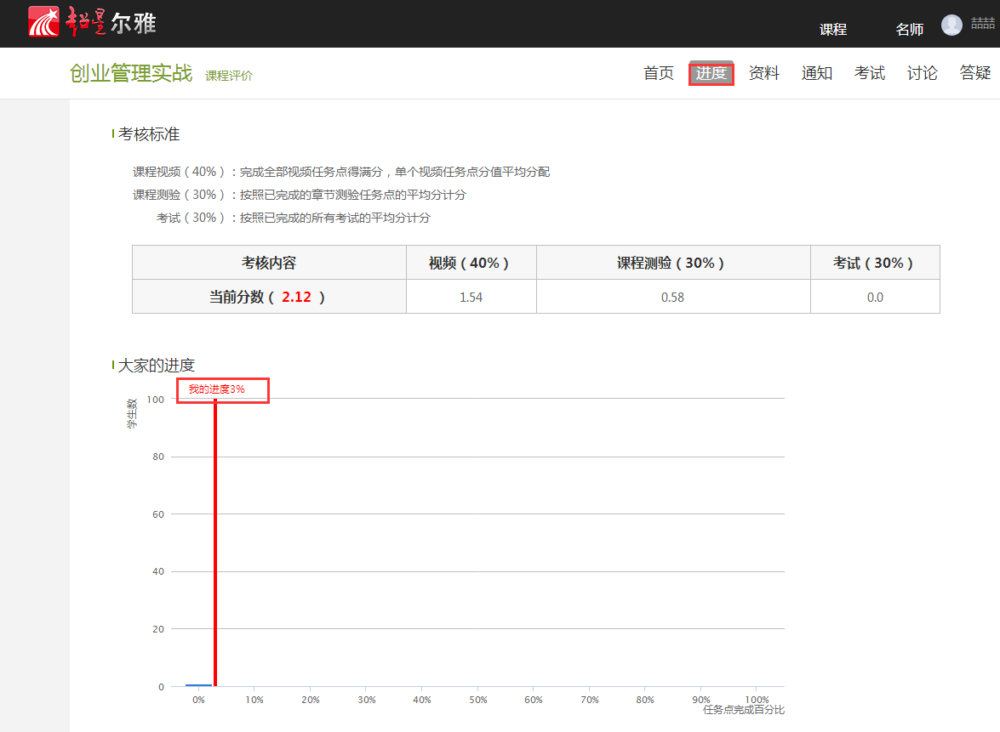 超星尔雅
课程 名师 喆喆喆
创业管理实战 课程评价 首页 进度 资料 通知 考试 讨论 答疑
考核标准
课程视频（40%）：完成全部视频任务点得满分，单个视频任务点分值平均分配
课程测验（30%）：按照已完成的章节测验任务点的平均分计分
考试（30%）：按照已完成的所有考试的平均分计分
考核内容 视频（40%） 课程测验（30%） 考试（30%）
当前分数（ 2.12 ） 1.54 0.58 0.0
大家的进度
我的进度3%
学生数
100
80
60
40
20
0
0% 10% 20% 30% 40% 50% 60% 70% 80% 90% 100%
任务点完成百分比